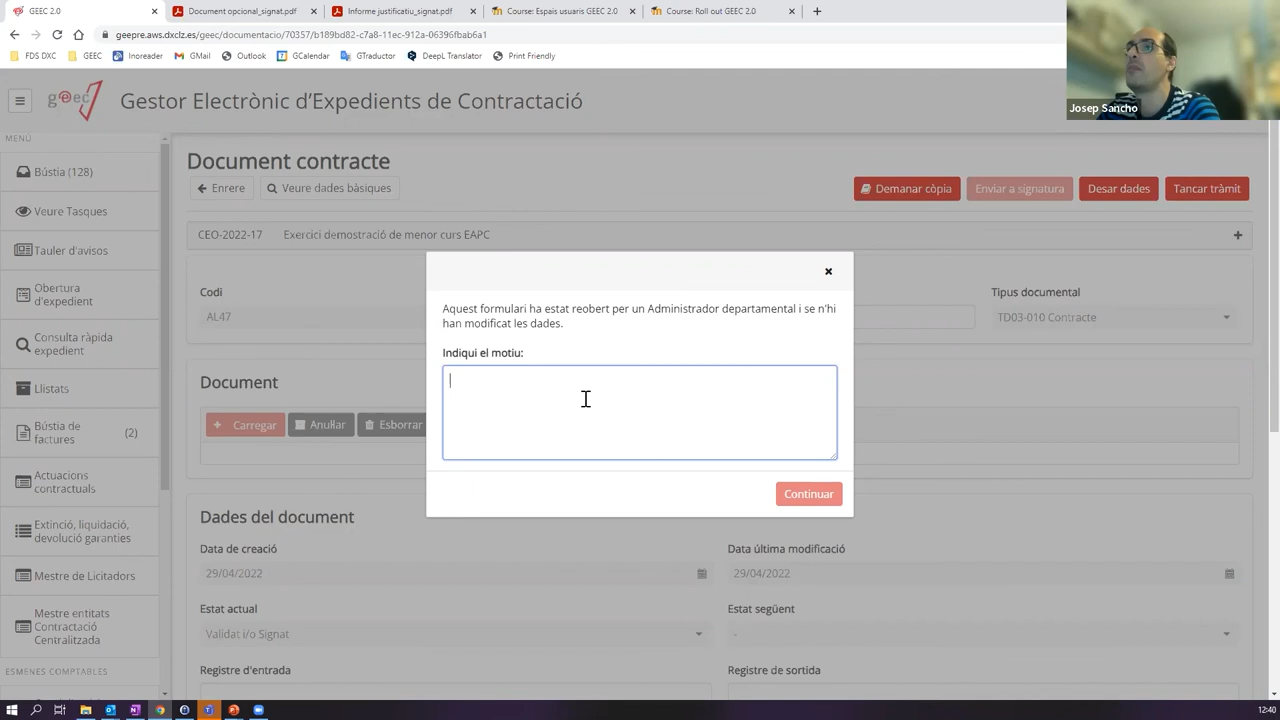 GEEC 2.0
Document opcional_signat.pdf
Informe justificatiu_signat.pdf
Course: Espais usuaris GEEC 2.0
Course: Roll out GEEC 2.0
geepre.aws.dxclz.es/geec/documentacio/70357/b189bd82-c7a8-11ec-912a-06396fbab6a1
FDS DXC
GEEC
Inoreader
GMail
Outlook
GCalendar
GTraductor
DeepL Translator
Print Friendly
Josep Sancho
geec
Gestor Electrònic d'Expedients de Contractació
MENÚ
Bústia (128)
Veure Tasques
Tauler d'avisos
Obertura
d'expedient
Consulta ràpida
expedient
Llistats
Bústia de
factures
(2)
Actuacions
contractuals
Extinció, liquidació,
devolució garanties
Mestre de Licitadors
Mestre entitats
Contractació
Centralitzada
ESMENES COMPTABLES
Document contracte
Enrere
Veure dades bàsiques
Demanar còpia
Enviar a signatura
Desar dades
Tancar tràmit
CEO-2022-17 Exercici demostració de menor curs EAPC
Codi
AL47
Tipus documental
TD03-010 Contracte
Document
Carregar
Anul·lar
Esborrar
Aquest formulari ha estat reobert per un Administrador departamental i se n'hi
han modificat les dades.
Indiqui el motiu:
Continuar
Dades del document
Data de creació
29/04/2022
Data última modificació
29/04/2022
Estat actual
Validat i/o Signat
Estat següent
-
Registre d'entrada
Registre de sortida
12:40